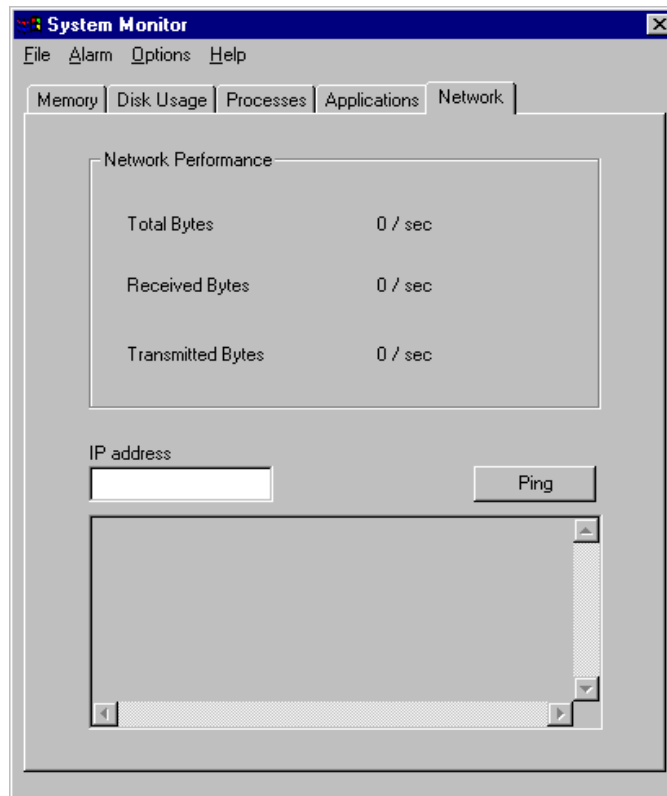 System Monitor
File Alarm Options Help
Memory Disk Usage Processes Applications Network
Network Performance
Total Bytes 0 / sec
Received Bytes 0 / sec
Transmitted Bytes 0 / sec
IP address
Ping